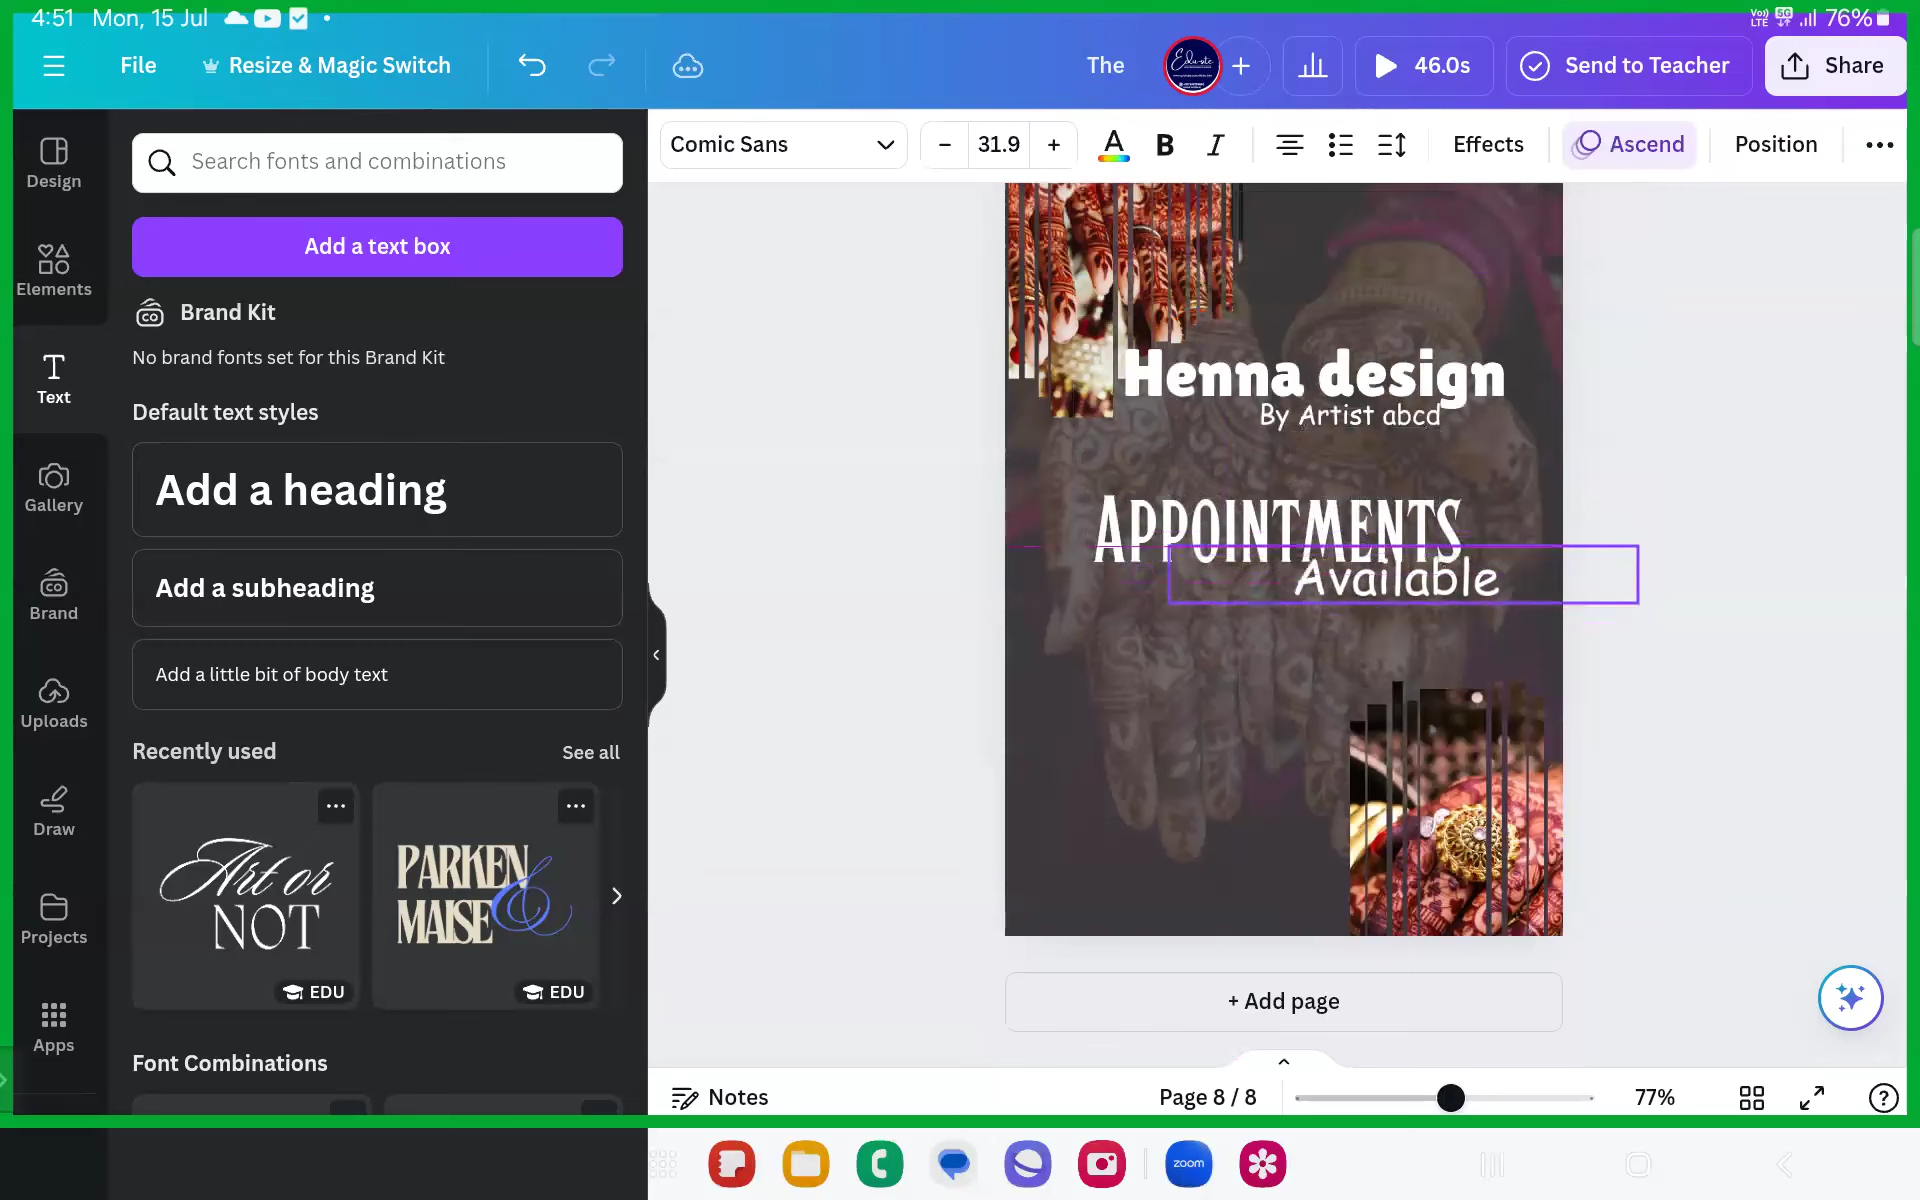 4:51 Mon, 15 Jul
Vo)) LTE 5G 76%
File Resize & Magic Switch The + 46.0s Send to Teacher Share
Comic Sans − 31.9 + A B I Effects Ascend Position
Design
Elements
Text
Gallery
Brand
Uploads
Draw
Projects
Apps
Search fonts and combinations
Add a text box
Brand Kit
No brand fonts set for this Brand Kit
Default text styles
Add a heading
Add a subheading
Add a little bit of body text
Recently used See all
Art or
NOT
EDU
PARKEN
&
MAISE
EDU
Font Combinations
Henna design
By Artist abcd
APPOINTMENTS
Available
+ Add page
Notes Page 8 / 8 77%
zoom